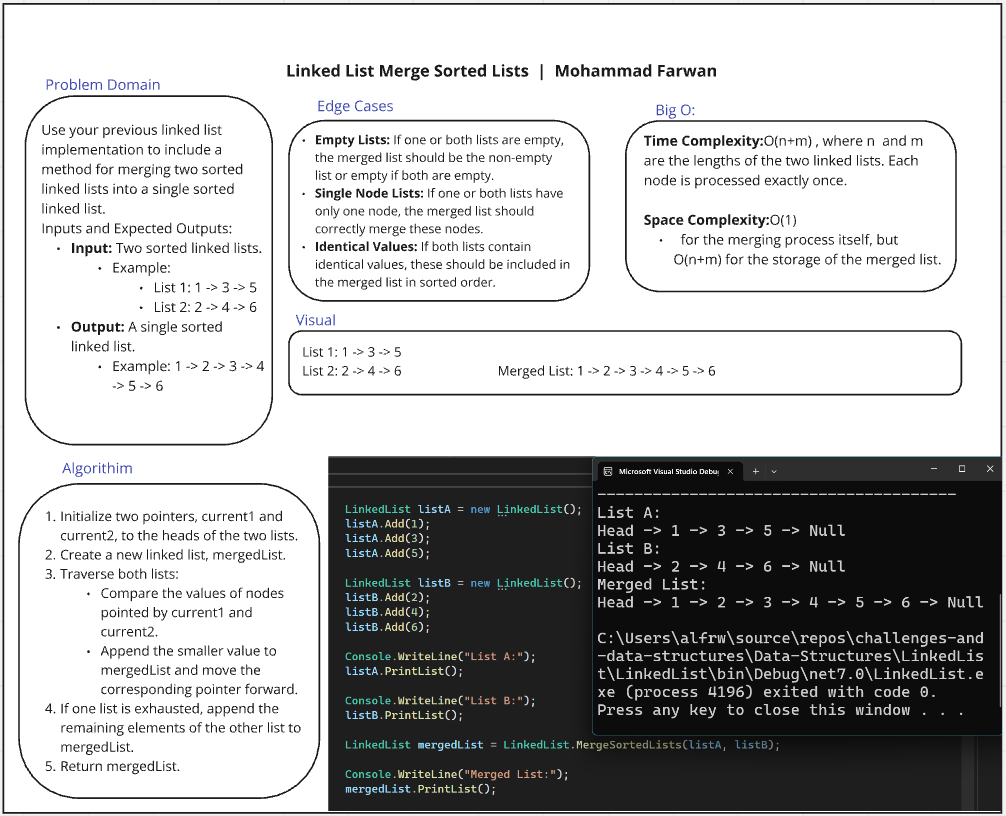 Linked List Merge Sorted Lists | Mohammad Farwan
Problem Domain
Use your previous linked list
implementation to include a
method for merging two sorted
linked lists into a single sorted
linked list.
Inputs and Expected Outputs:
• Input: Two sorted linked lists.
• Example:
• List 1: 1 -> 3 -> 5
• List 2: 2 -> 4 -> 6
• Output: A single sorted
linked list.
• Example: 1 -> 2 -> 3 -> 4
-> 5 -> 6
Edge Cases
• Empty Lists: If one or both lists are empty,
the merged list should be the non-empty
list or empty if both are empty.
• Single Node Lists: If one or both lists have
only one node, the merged list should
correctly merge these nodes.
• Identical Values: If both lists contain
identical values, these should be included in
the merged list in sorted order.
Big O:
Time Complexity:O(n+m) , where n and m
are the lengths of the two linked lists. Each
node is processed exactly once.
Space Complexity:O(1)
• for the merging process itself, but
O(n+m) for the storage of the merged list.
Visual
List 1: 1 -> 3 -> 5
List 2: 2 -> 4 -> 6 Merged List: 1 -> 2 -> 3 -> 4 -> 5 -> 6
Algorithim
1. Initialize two pointers, current1 and
current2, to the heads of the two lists.
2. Create a new linked list, mergedList.
3. Traverse both lists:
• Compare the values of nodes
pointed by current1 and
current2.
• Append the smaller value to
mergedList and move the
corresponding pointer forward.
4. If one list is exhausted, append the
remaining elements of the other list to
mergedList.
5. Return mergedList.
LinkedList listA = new LinkedList();
listA.Add(1);
listA.Add(3);
listA.Add(5);
LinkedList listB = new LinkedList();
listB.Add(2);
listB.Add(4);
listB.Add(6);
Console.WriteLine("List A:");
listA.PrintList();
Console.WriteLine("List B:");
listB.PrintList();
LinkedList mergedList = LinkedList.MergeSortedLists(listA, listB);
Console.WriteLine("Merged List:");
mergedList.PrintList();
Microsoft Visual Studio Debug
----------------------------------------
List A:
Head -> 1 -> 3 -> 5 -> Null
List B:
Head -> 2 -> 4 -> 6 -> Null
Merged List:
Head -> 1 -> 2 -> 3 -> 4 -> 5 -> 6 -> Null
C:\Users\alfrw\source\repos\challenges-and
-data-structures\Data-Structures\LinkedLis
t\LinkedList\bin\Debug\net7.0\LinkedList.e
xe (process 4196) exited with code 0.
Press any key to close this window . . .